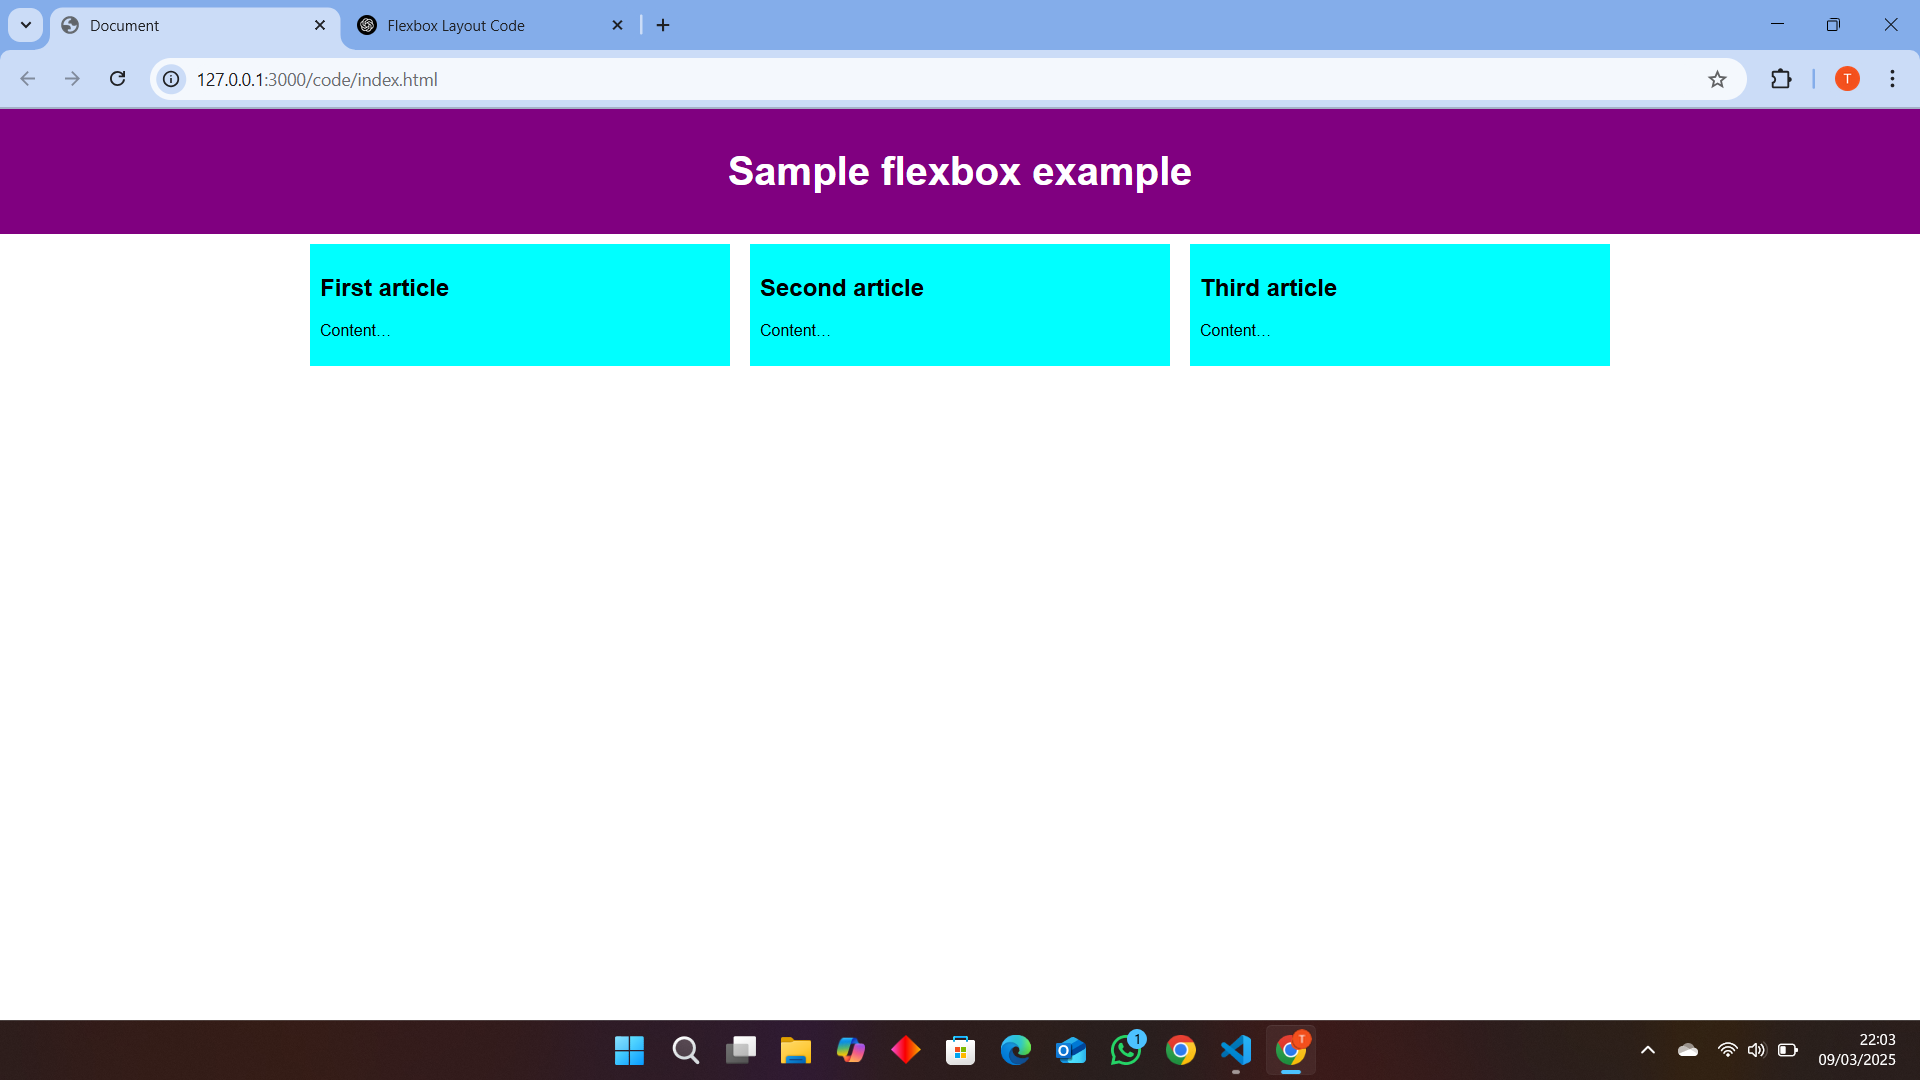 Document
Flexbox Layout Code
127.0.0.1:3000/code/index.html
T
Sample flexbox example
First article
Content...
Second article
Content...
Third article
Content...
1
T
22:03
09/03/2025